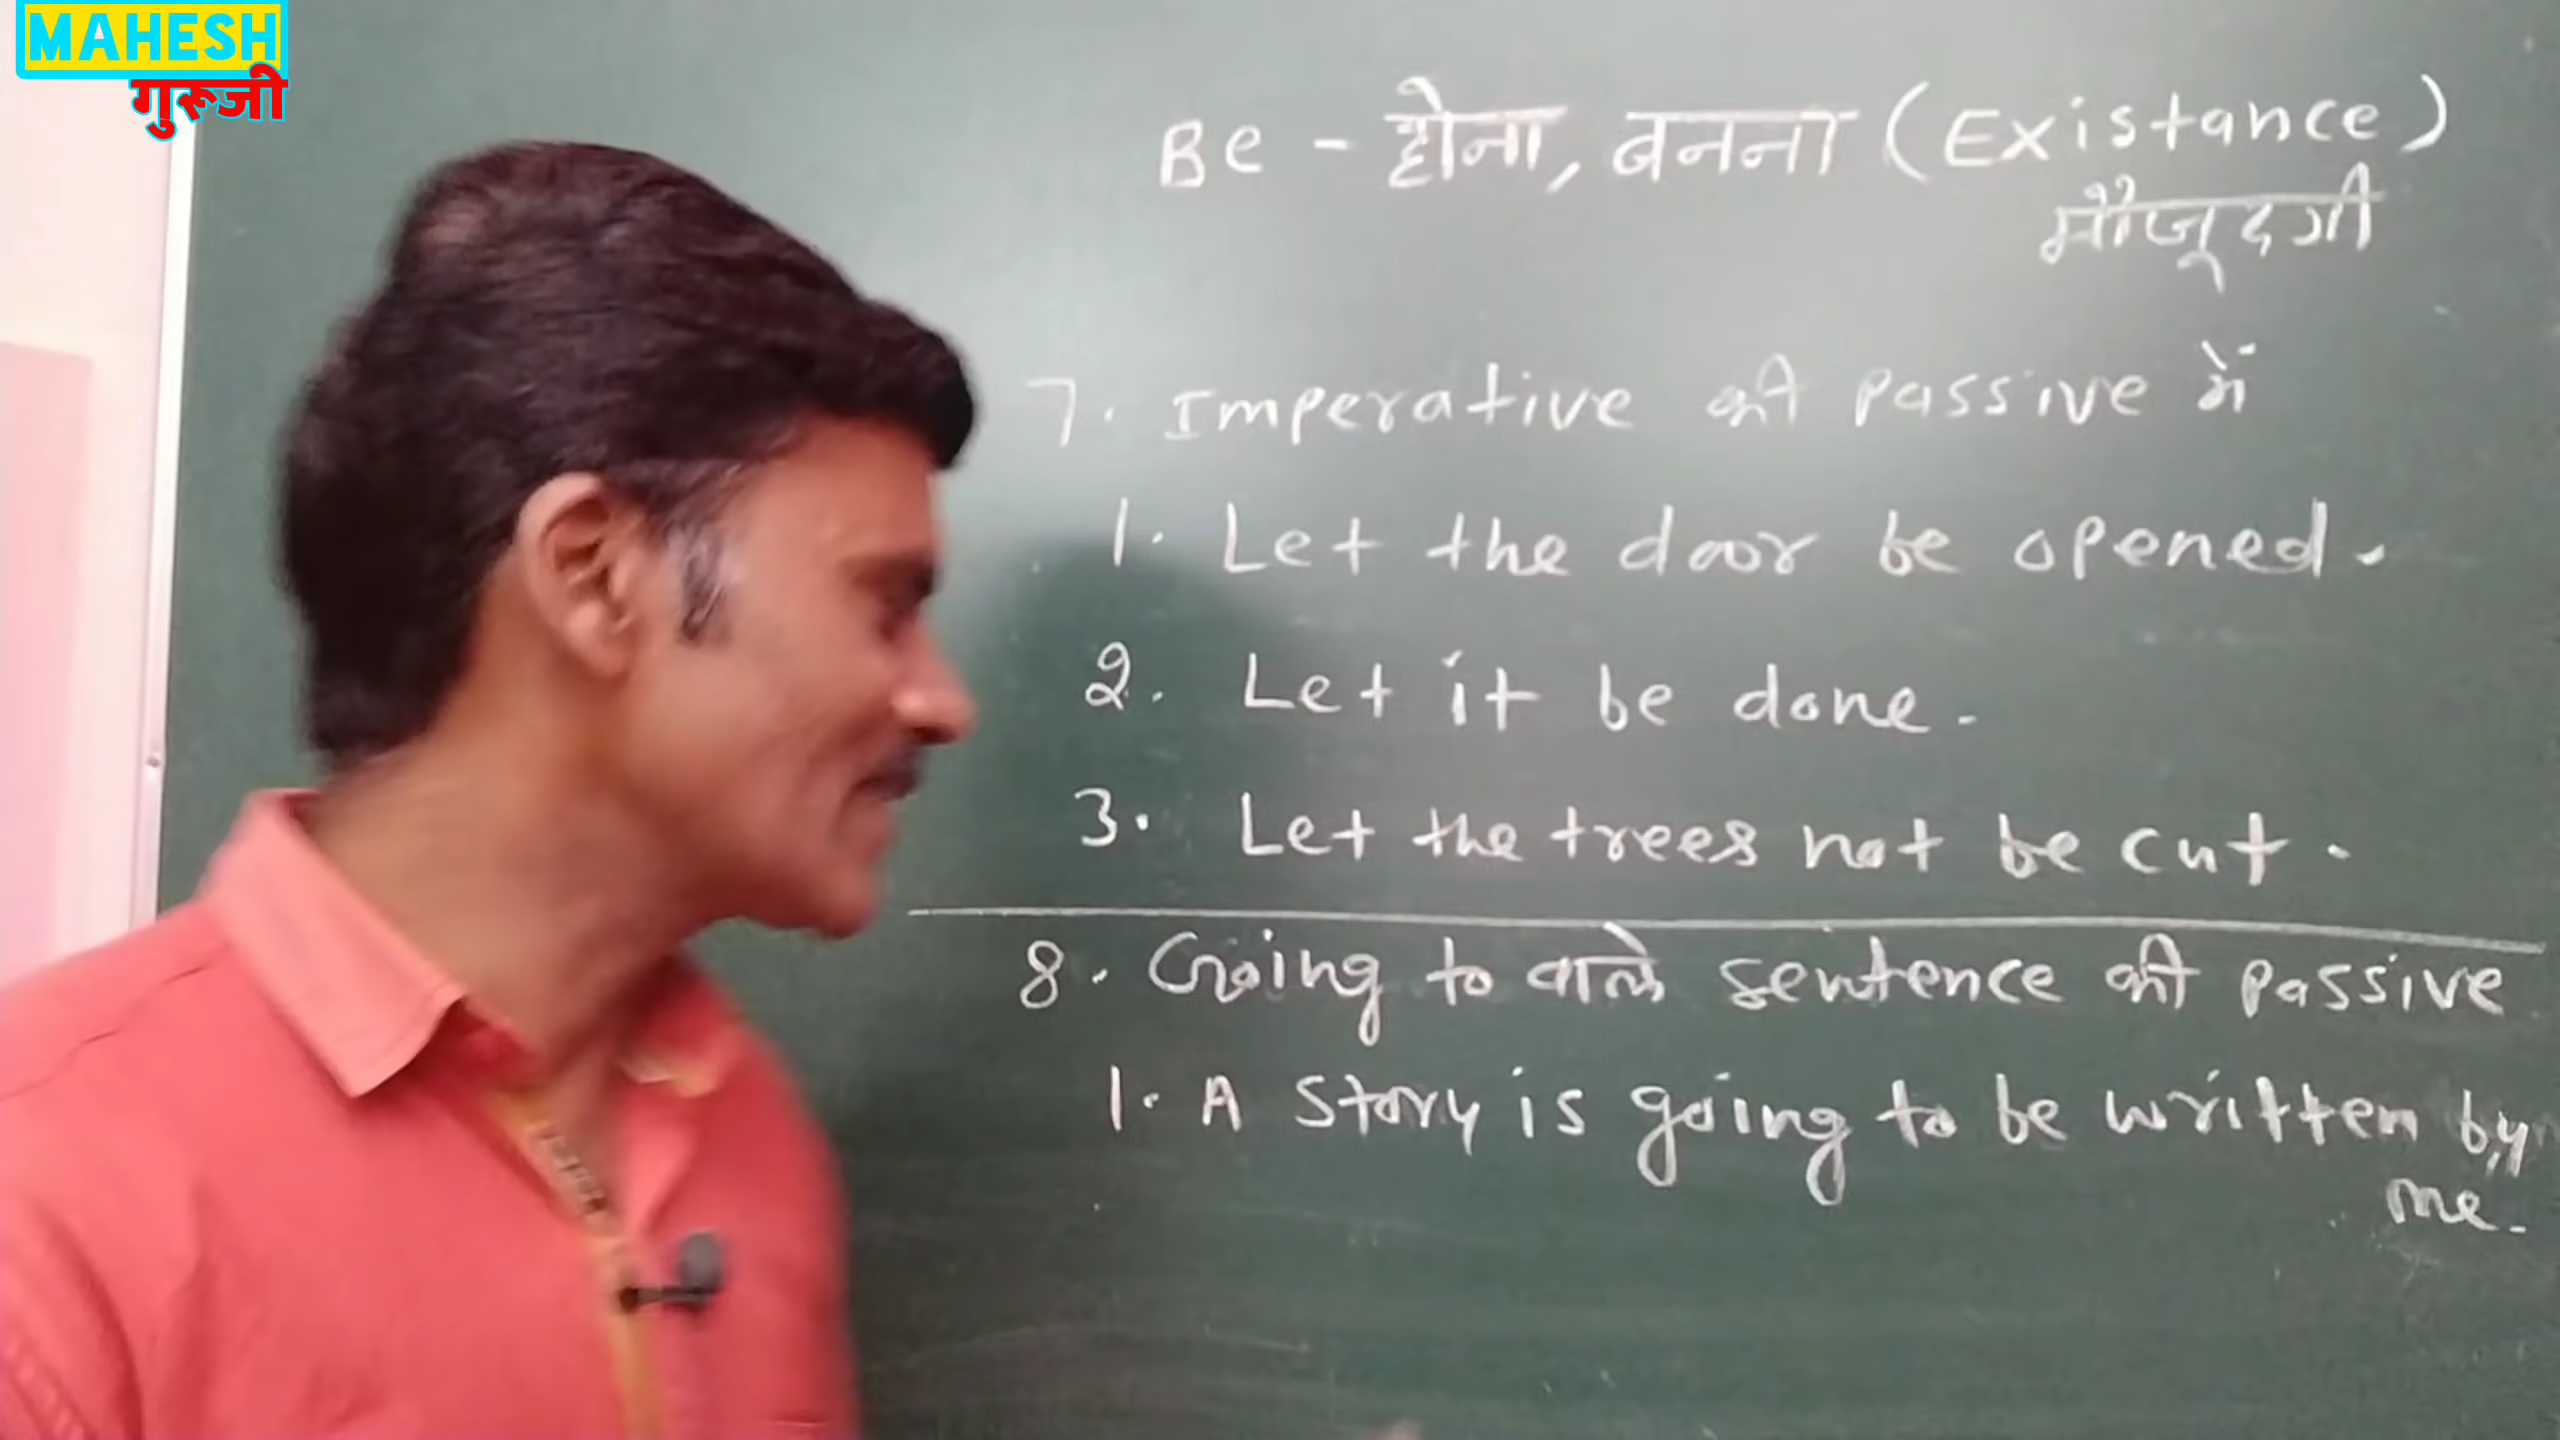 MAHESH
गुरूजी
Be - होना, बनना (Existance)
मौजूदगी
7. Imperative की passive में
1. Let the door be opened.
2. Let it be done.
3. Let the trees not be cut.
8. Going to वाले sentence की passive
1. A story is going to be written by
me.